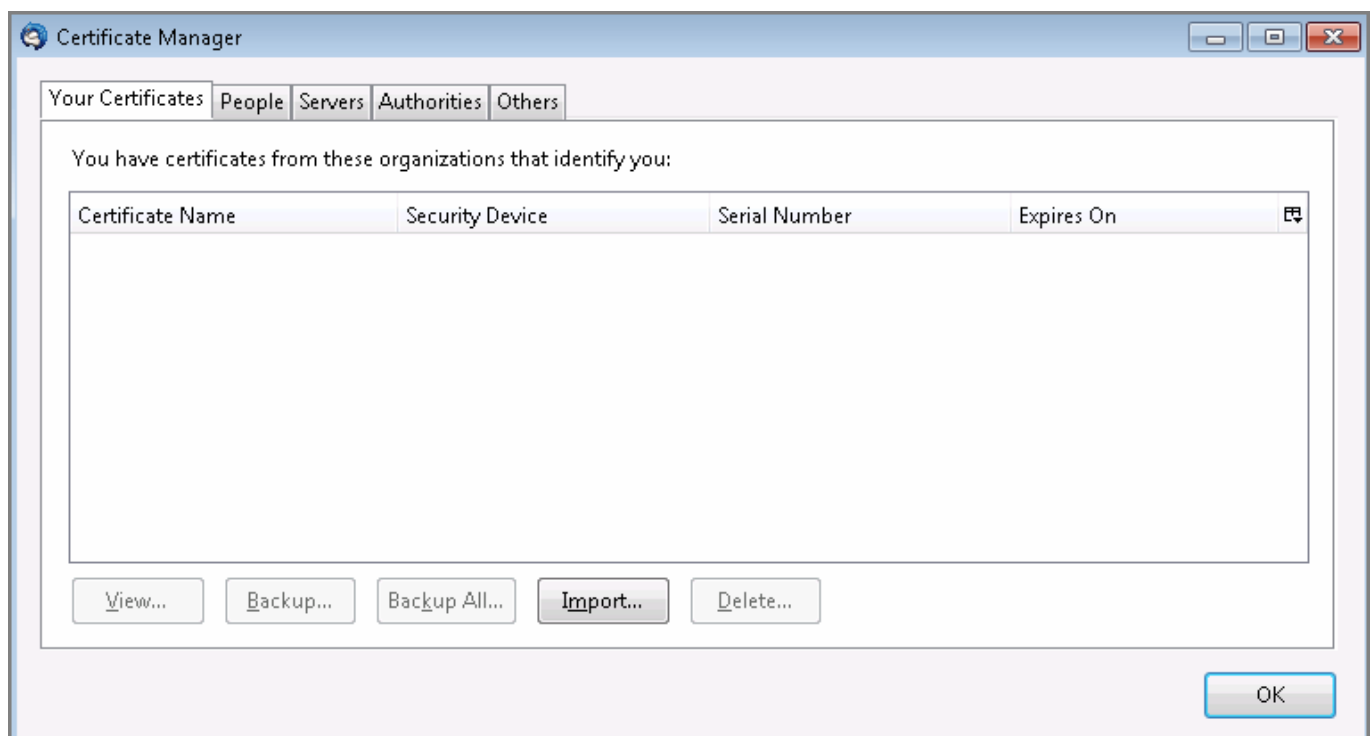 Certificate Manager
Your Certificates People Servers Authorities Others
You have certificates from these organizations that identify you:
Certificate Name Security Device Serial Number Expires On
View... Backup... Backup All... Import... Delete...
OK